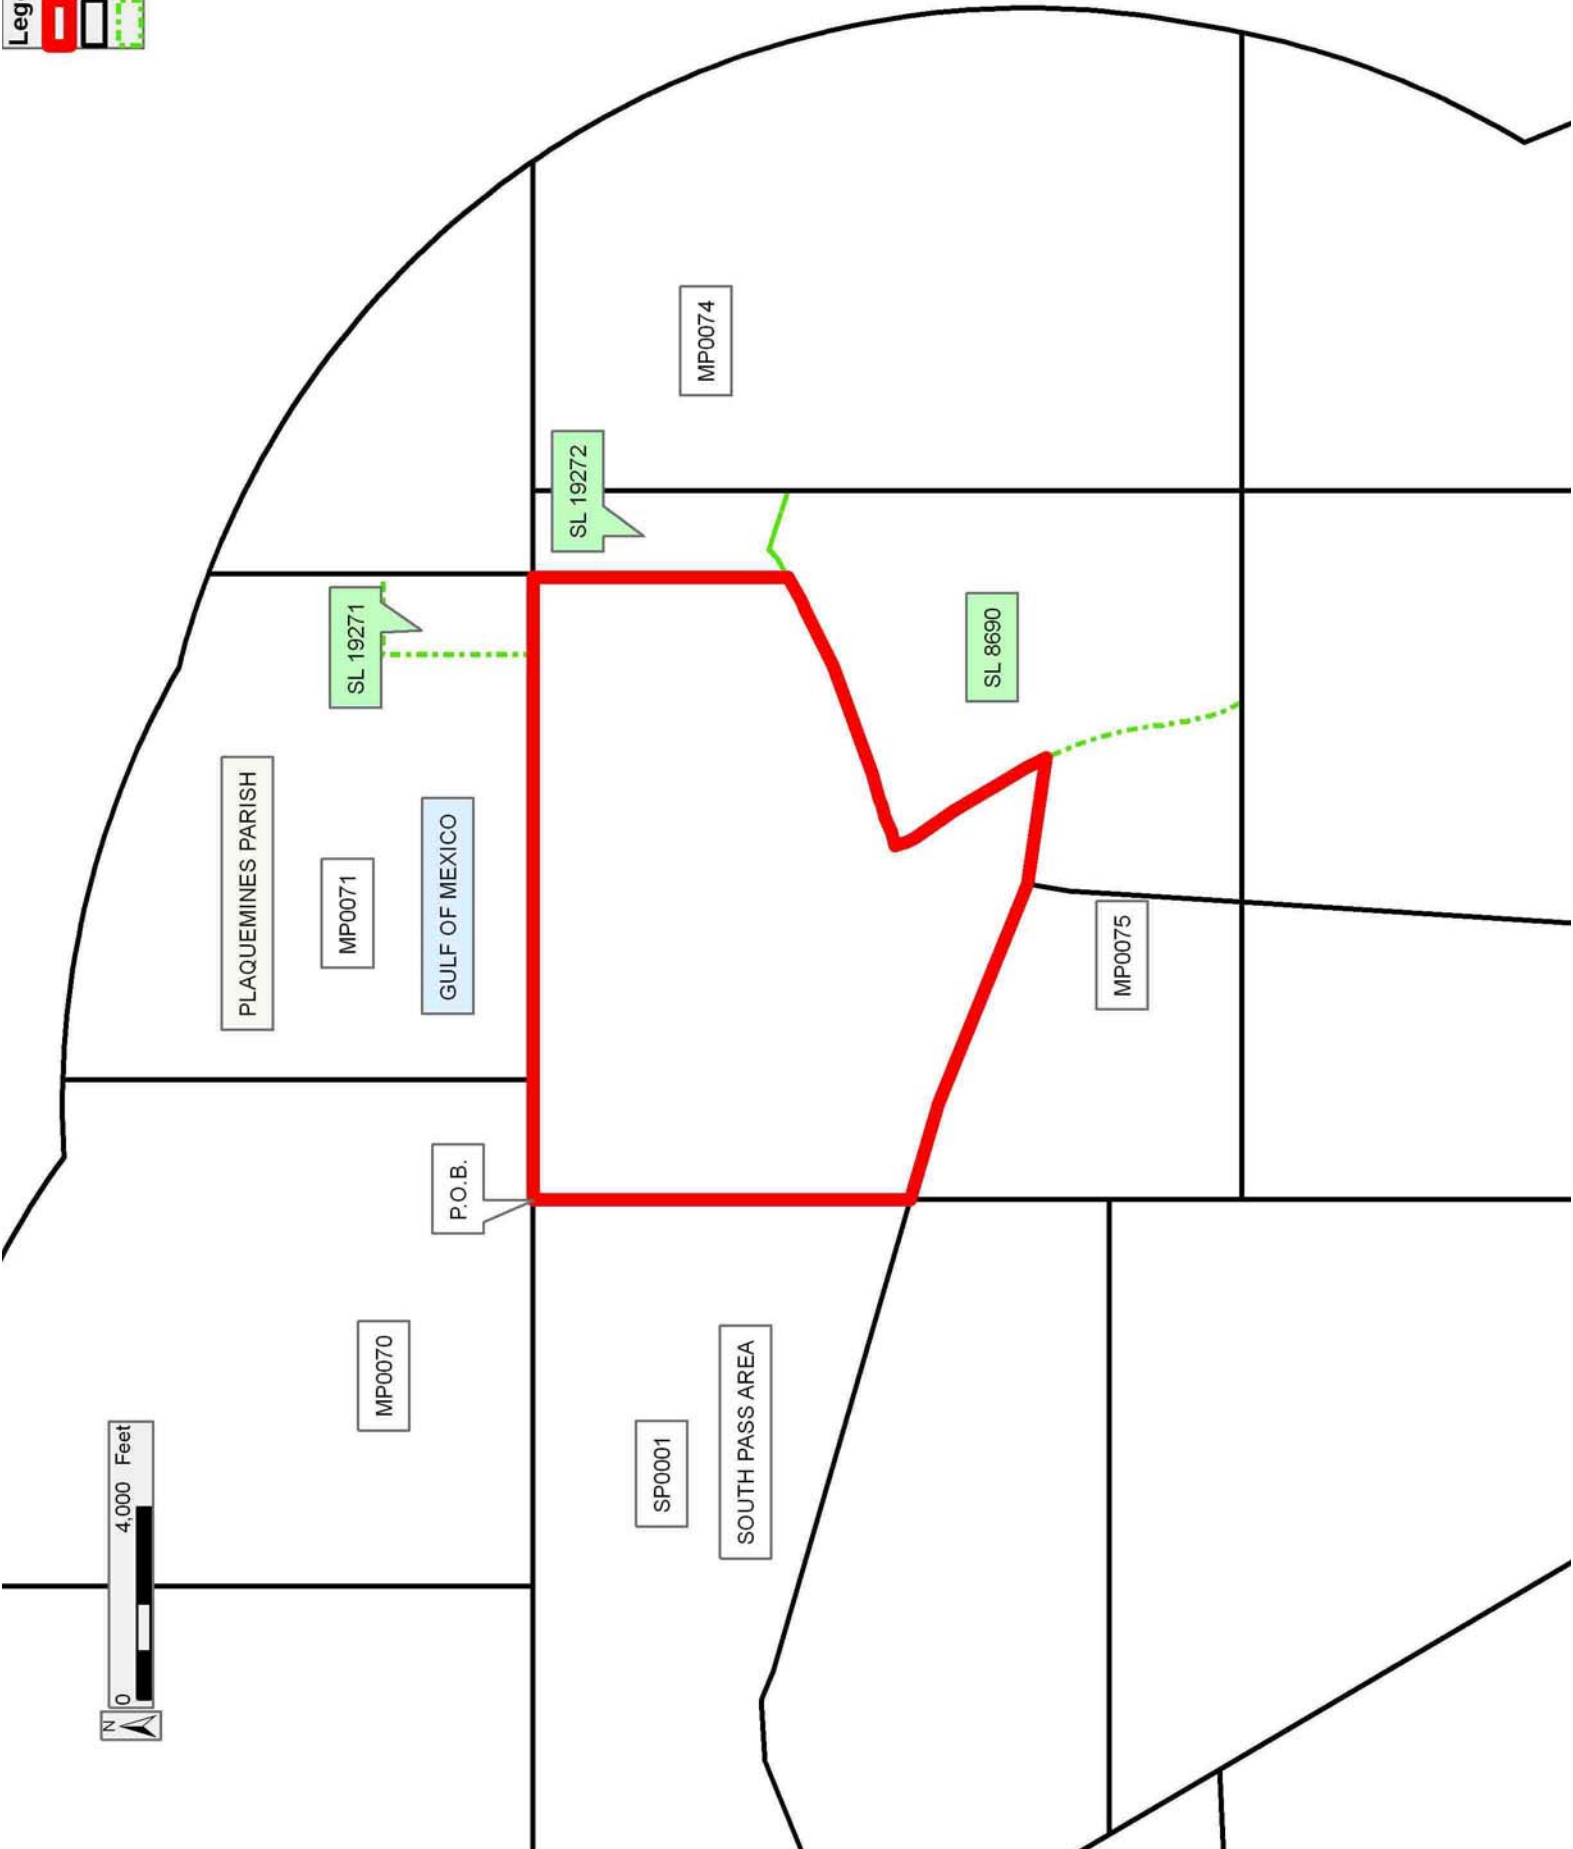 Leg
N
0 4,000 Feet
PLAQUEMINES PARISH
MP0071
SL 19271
MP0070
GULF OF MEXICO
P.O.B.
SL 19272
SP0001
MP0074
SOUTH PASS AREA
SL 8690
MP0075